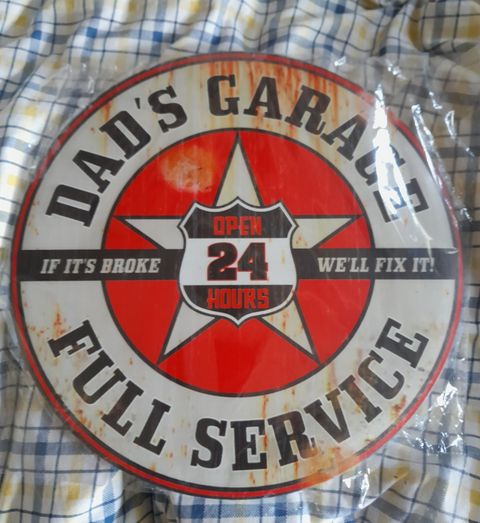 DAD'S GARAGE
OPEN
24
HOURS
IF IT'S BROKE
WE'LL FIX IT!
FULL SERVICE